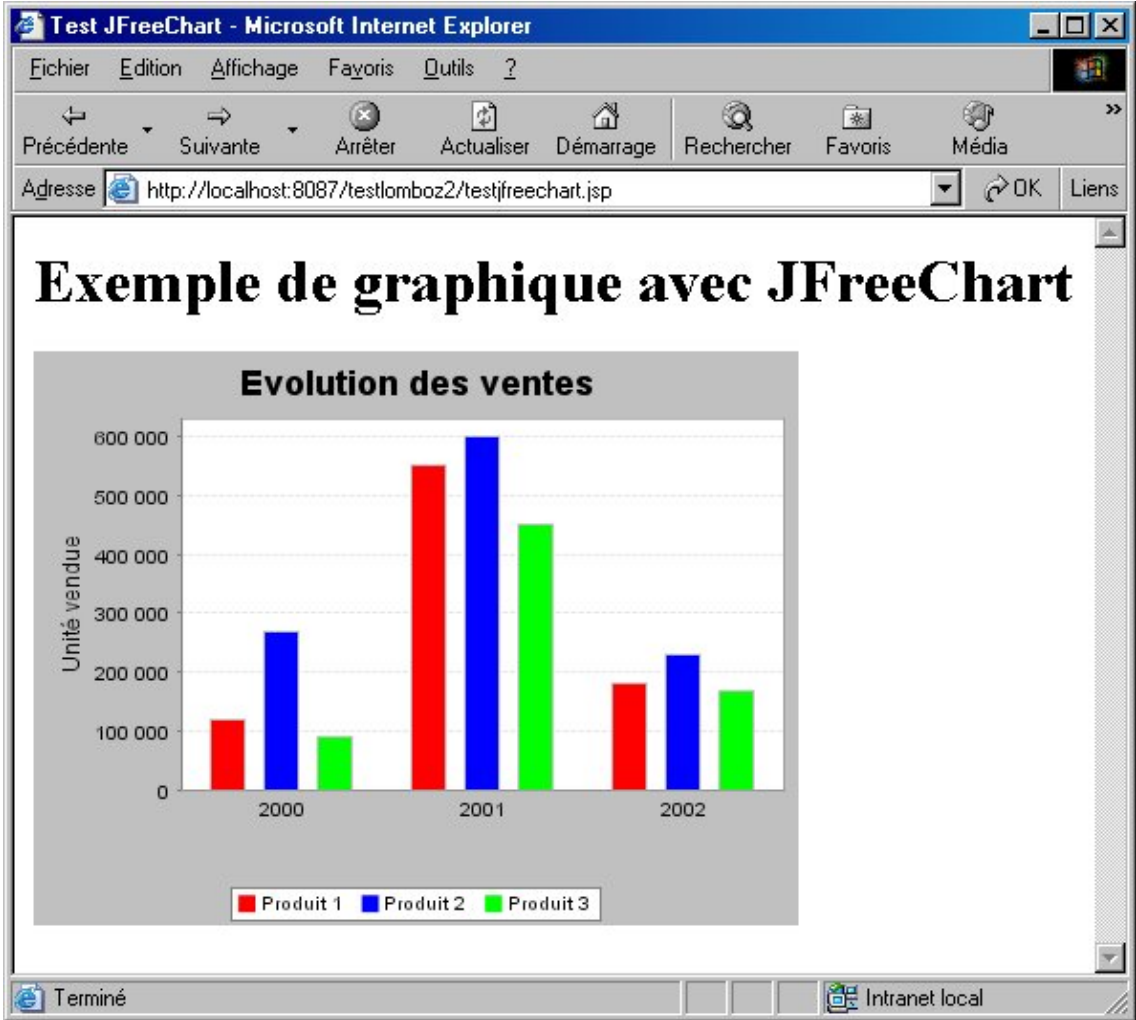 Test JFreeChart - Microsoft Internet Explorer
Fichier Edition Affichage Favoris Outils ?
Précédente Suivante Arrêter Actualiser Démarrage Rechercher Favoris Média »
Adresse http://localhost:8087/testlomboz2/testjfreechart.jsp OK Liens
Exemple de graphique avec JFreeChart
Evolution des ventes
Unité vendue
600 000
500 000
400 000
300 000
200 000
100 000
0
2000 2001 2002
Produit 1 Produit 2 Produit 3
Terminé Intranet local